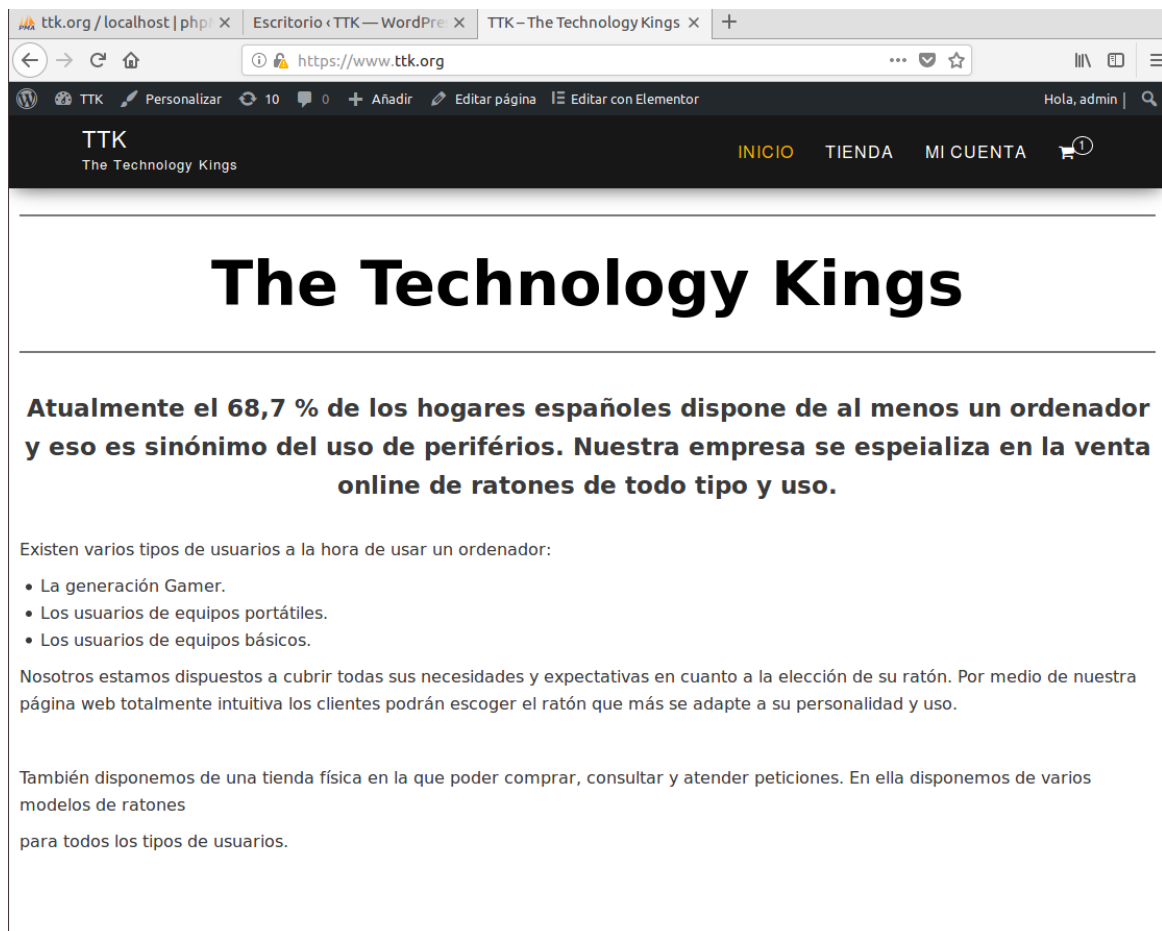 ttk.org / localhost | php
Escritorio ‹ TTK — WordPre
TTK – The Technology Kings
https://www.ttk.org
TTK Personalizar 10 0 Añadir Editar página Editar con Elementor Hola, admin
TTK
The Technology Kings
INICIO TIENDA MI CUENTA 1
The Technology Kings
Atualmente el 68,7 % de los hogares españoles dispone de al menos un ordenador
y eso es sinónimo del uso de periférios. Nuestra empresa se espeializa en la venta
online de ratones de todo tipo y uso.
Existen varios tipos de usuarios a la hora de usar un ordenador:
• La generación Gamer.
• Los usuarios de equipos portátiles.
• Los usuarios de equipos básicos.
Nosotros estamos dispuestos a cubrir todas sus necesidades y expectativas en cuanto a la elección de su ratón. Por medio de nuestra
página web totalmente intuitiva los clientes podrán escoger el ratón que más se adapte a su personalidad y uso.
También disponemos de una tienda física en la que poder comprar, consultar y atender peticiones. En ella disponemos de varios
modelos de ratones
para todos los tipos de usuarios.